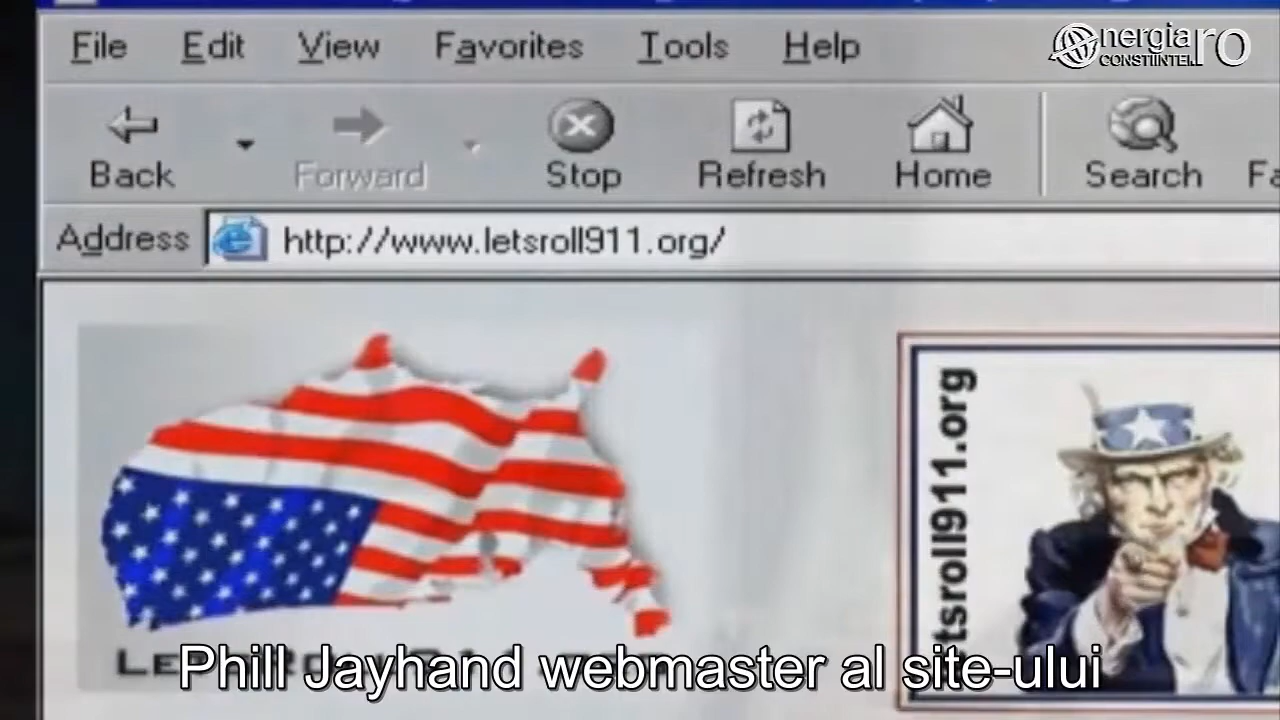 File Edit View Favorites Tools Help
nergia
CONSTIINTEI.ro
Back Forward Stop Refresh Home Search
Address http://www.letsroll911.org/
letsroll911.org
Phill Jayhand webmaster al site-ului